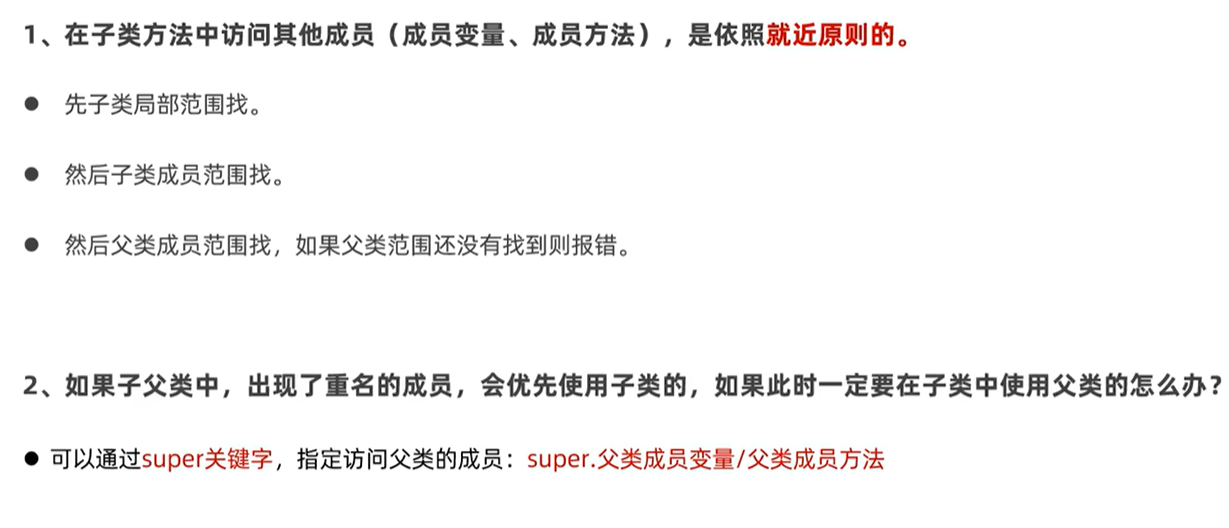 1、在子类方法中访问其他成员（成员变量、成员方法），是依照就近原则的。
● 先子类局部范围找。
● 然后子类成员范围找。
● 然后父类成员范围找，如果父类范围还没有找到则报错。
2、如果子父类中，出现了重名的成员，会优先使用子类的，如果此时一定要在子类中使用父类的怎么办？
● 可以通过super关键字，指定访问父类的成员：super.父类成员变量/父类成员方法